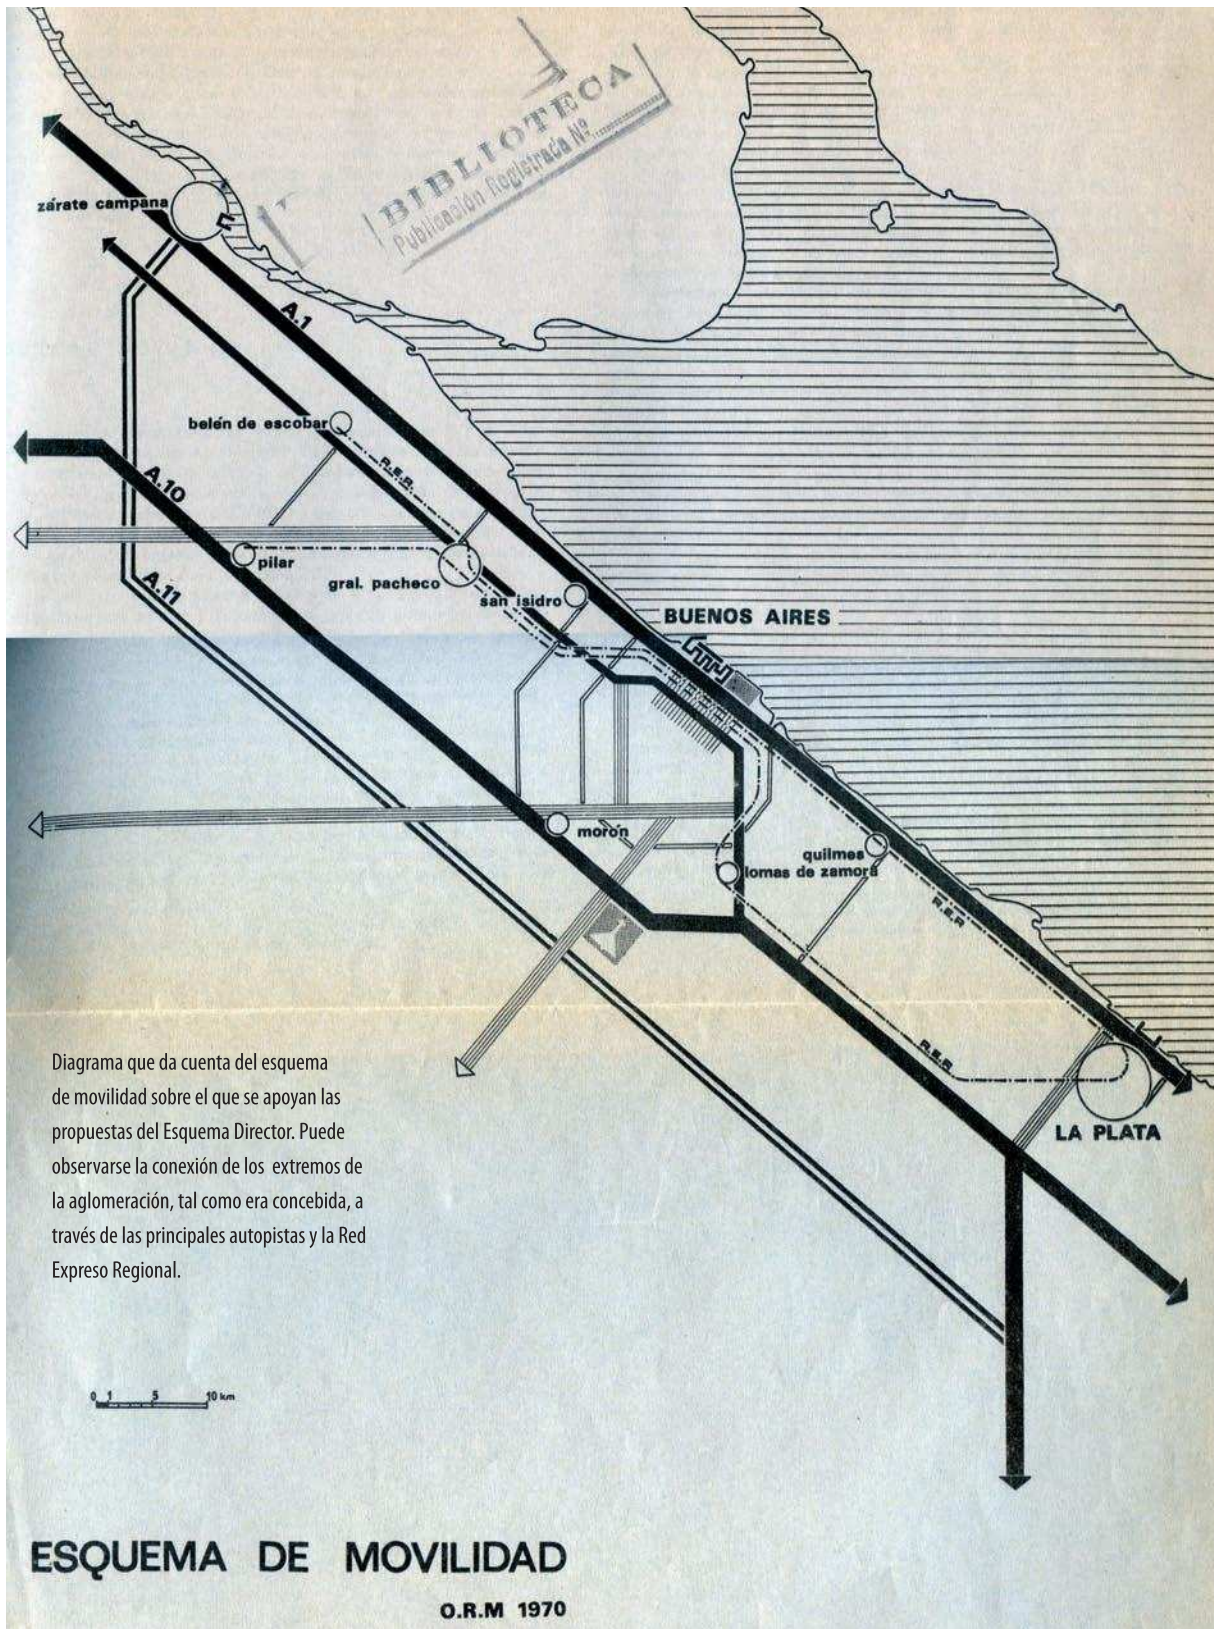 BIBLIOTECA
Publicación Registrada Nº
zárate campana
A.1
belén de escobar
R.E.R.
A.10
pilar
gral. pacheco
A.11
san isidro
BUENOS AIRES
morón
quilmes
lomas de zamora
R.E.R
R.E.R
LA PLATA
Diagrama que da cuenta del esquema
de movilidad sobre el que se apoyan las
propuestas del Esquema Director. Puede
observarse la conexión de los extremos de
la aglomeración, tal como era concebida, a
través de las principales autopistas y la Red
Expreso Regional.
0 1 5 10 km
ESQUEMA DE MOVILIDAD
O.R.M 1970